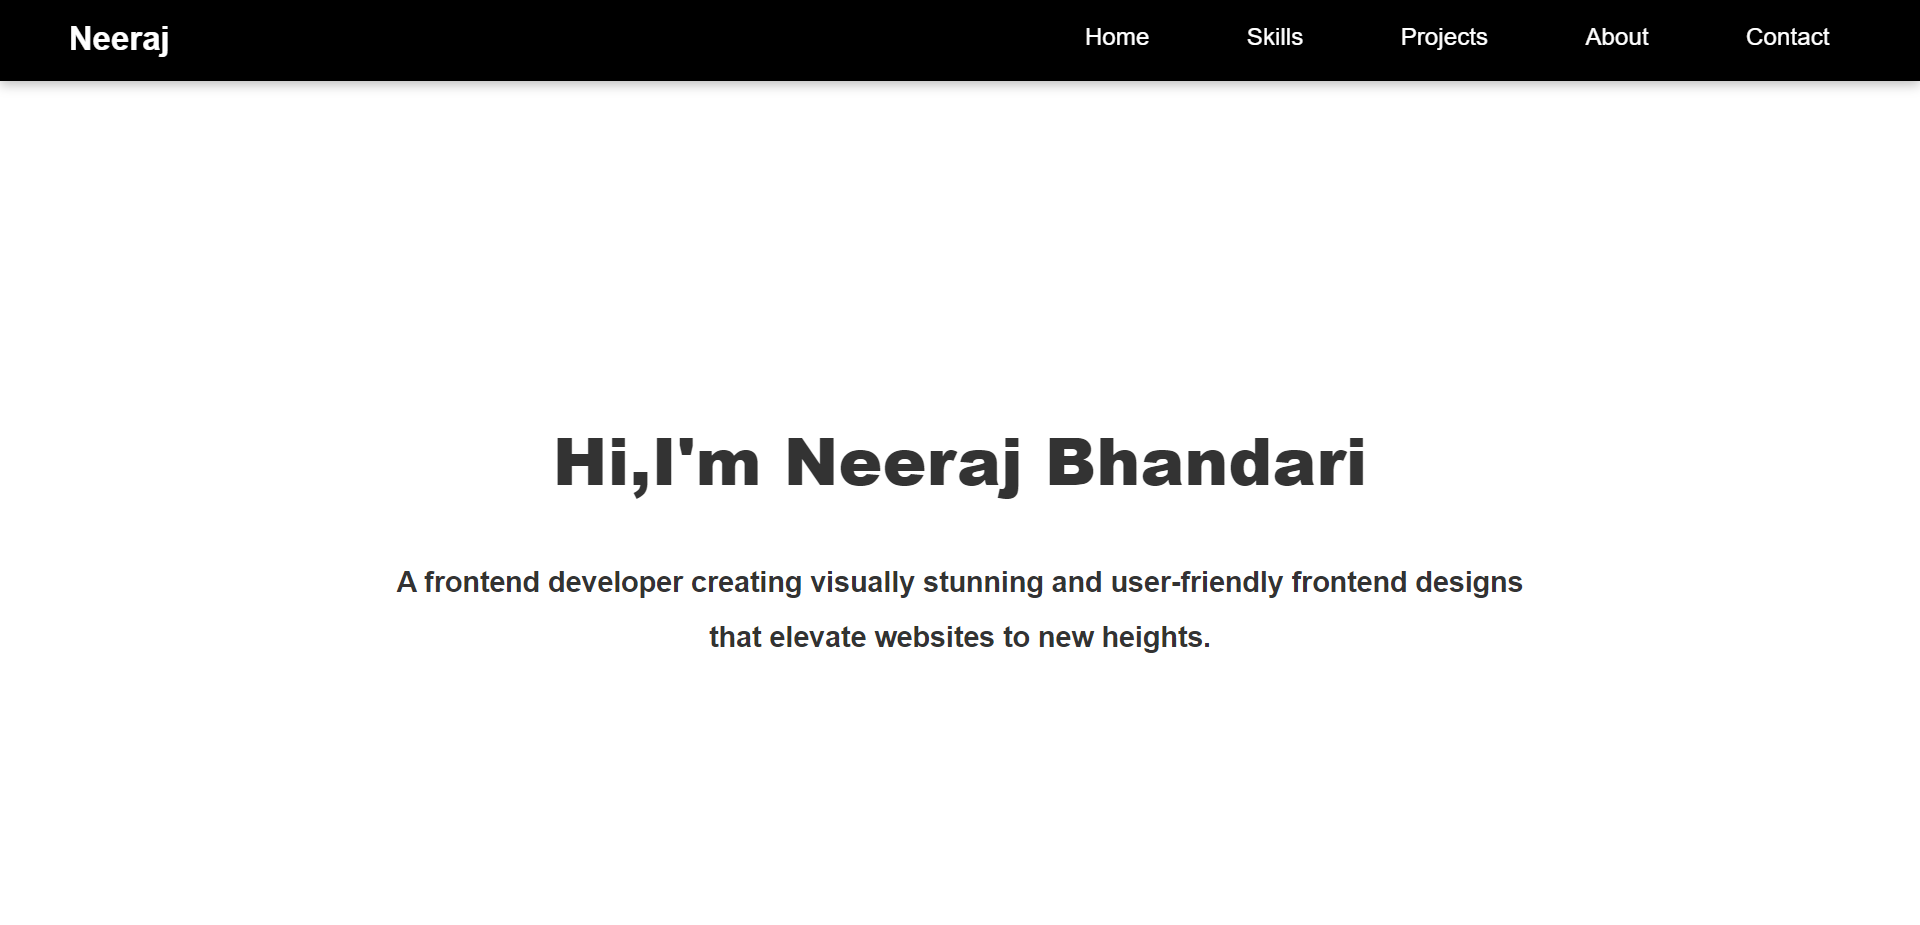 Neeraj
Home Skills Projects About Contact
Hi,I'm Neeraj Bhandari
A frontend developer creating visually stunning and user-friendly frontend designs
that elevate websites to new heights.